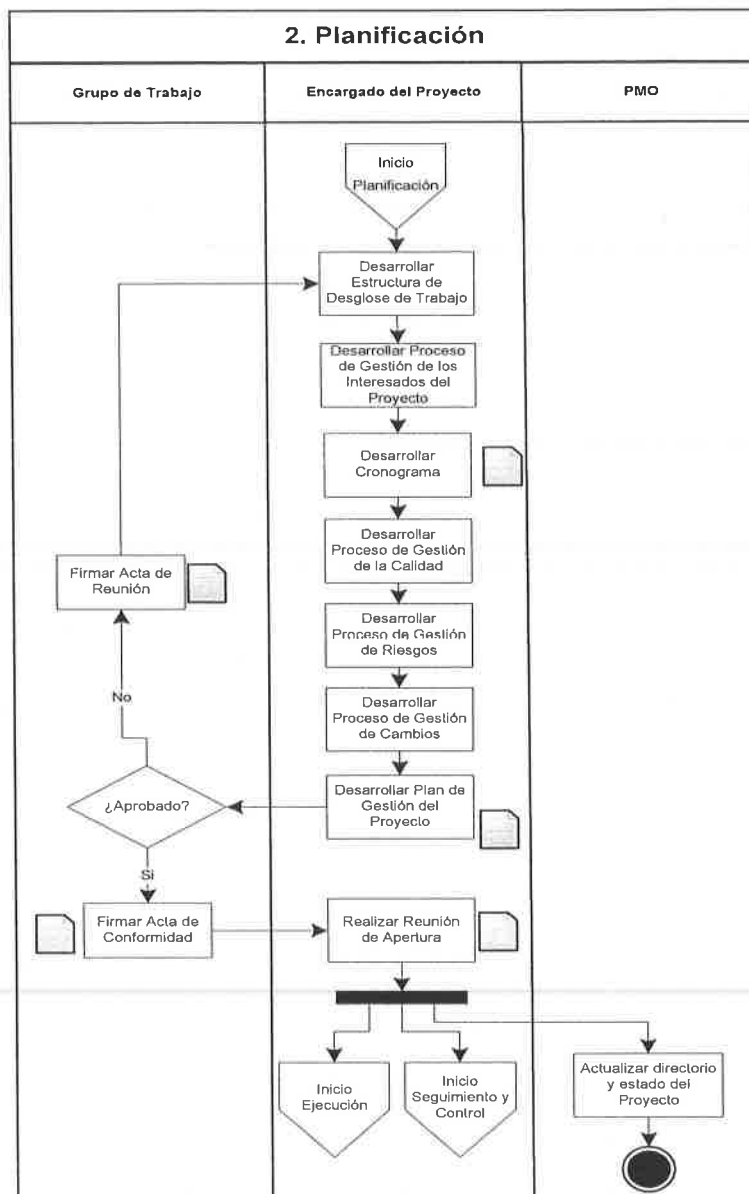 2. Planificación
Grupo de Trabajo
Encargado del Proyecto
PMO
Inicio
Planificación
Desarrollar
Estructura de
Desglose de Trabajo
Desarrollar Proceso
de Gestión de los
Interesados del
Proyecto
Desarrollar
Cronograma
Desarrollar
Proceso de Gestión
de la Calidad
Firmar Acta de
Reunión
Desarrollar
Proceso de Gestión
de Riesgos
No
Desarrollar
Proceso de Gestión
de Cambios
¿Aprobado?
Desarrollar Plan de
Gestión del
Proyecto
Si
Firmar Acta de
Conformidad
Realizar Reunión
de Apertura
Inicio
Ejecución
Inicio
Seguimiento y
Control
Actualizar directorio
y estado del
Proyecto